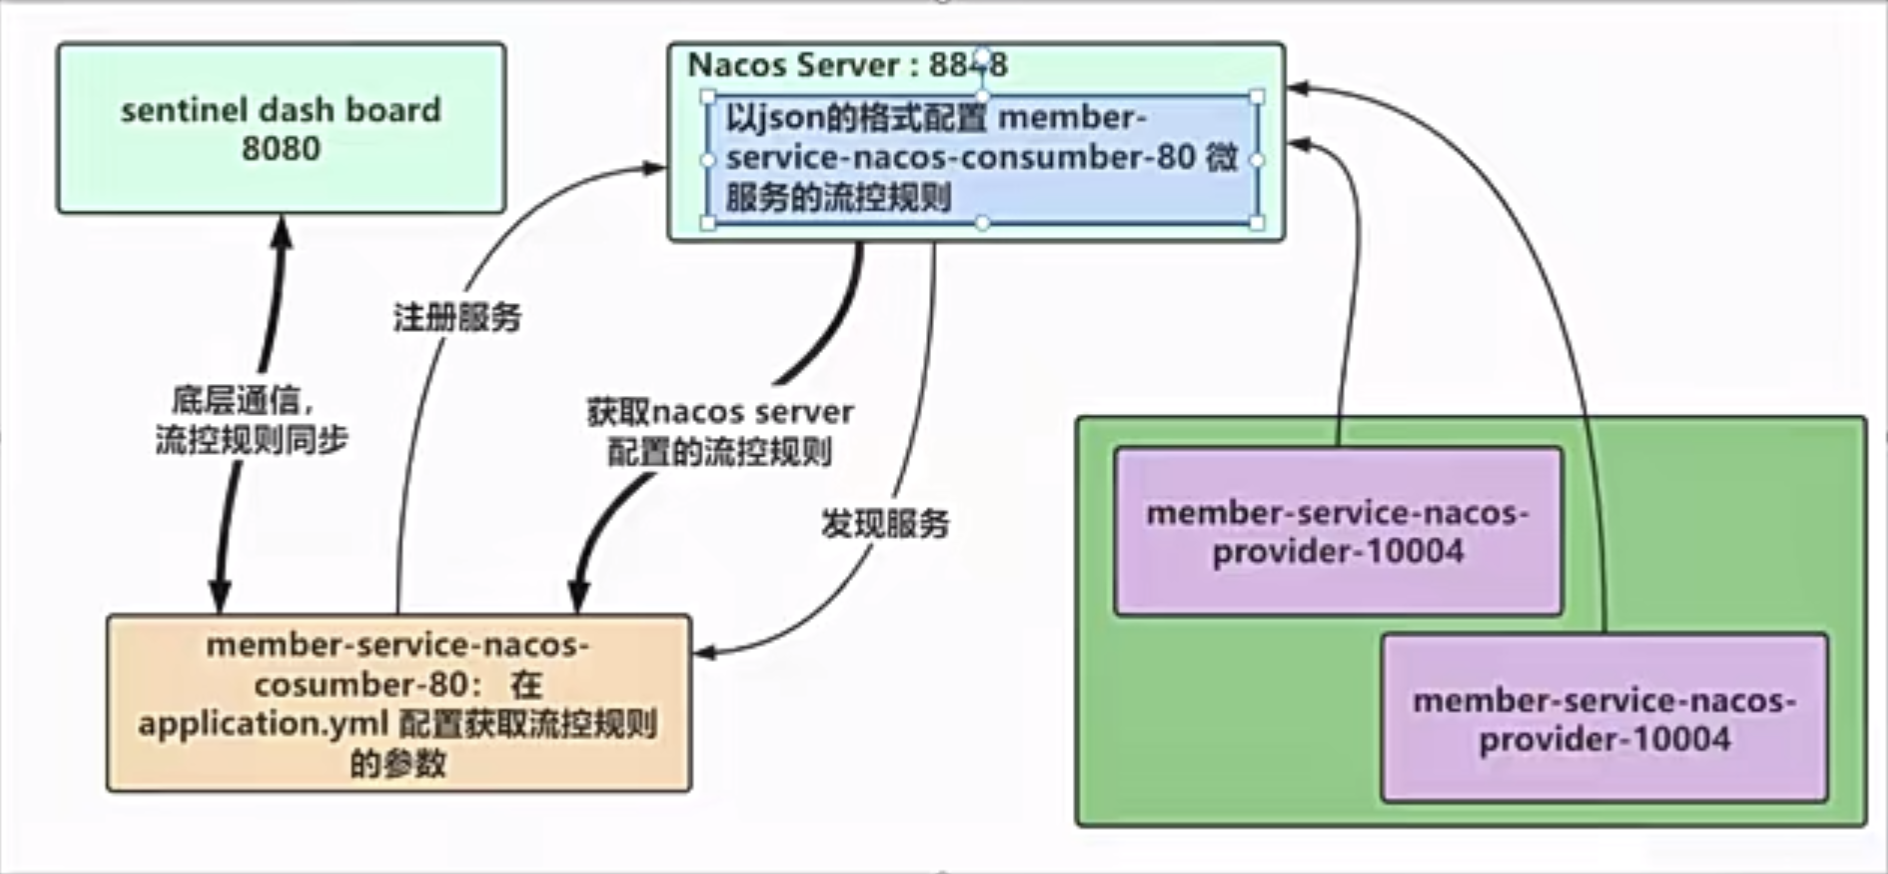 sentinel dash board
8080
Nacos Server : 8848
以json的格式配置 member-
service-nacos-consumber-80 微
服务的流控规则
注册服务
底层通信，
流控规则同步
获取nacos server
配置的流控规则
发现服务
member-service-nacos-
cosumber-80： 在
application.yml 配置获取流控规则
的参数
member-service-nacos-
provider-10004
member-service-nacos-
provider-10004